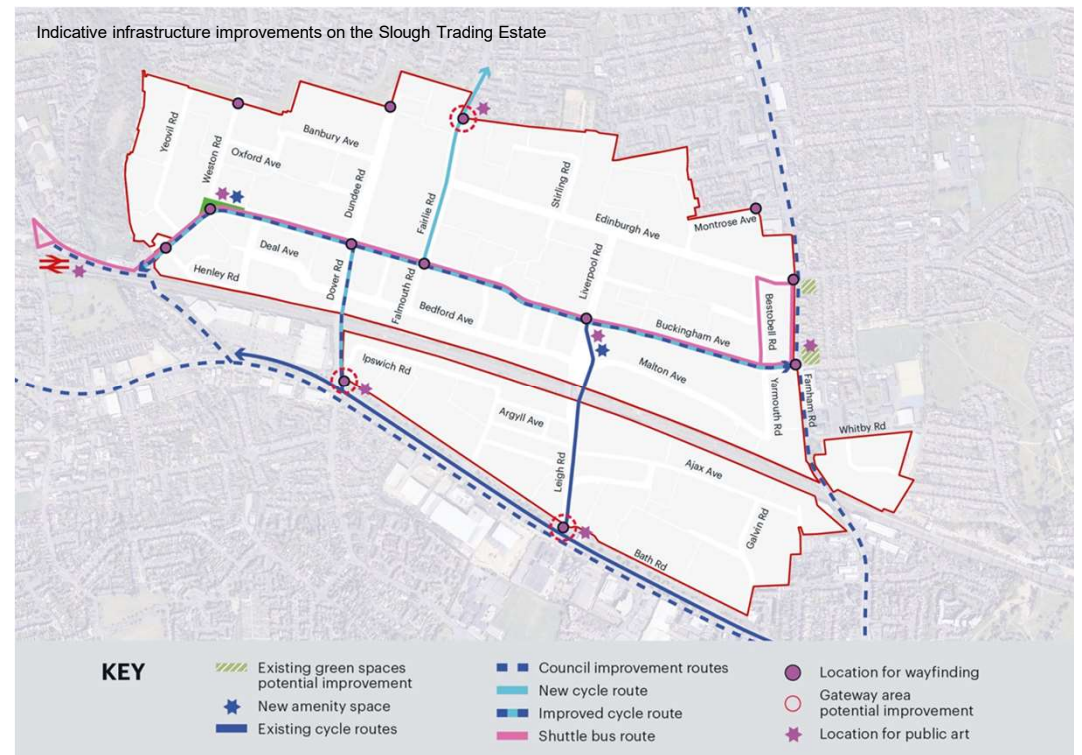 Indicative infrastructure improvements on the Slough Trading Estate
Yeovil Rd
Weston Rd
Banbury Ave
Oxford Ave
Dundee Rd
Fairlie Rd
Stirling Rd
Edinburgh Ave
Montrose Ave
Deal Ave
Henley Rd
Dover Rd
Falmouth Rd
Bedford Ave
Liverpool Rd
Buckingham Ave
Bestobell Rd
Ipswich Rd
Malton Ave
Yarmouth Rd
Farnham Rd
Whitby Rd
Argyll Ave
Leigh Rd
Ajax Ave
Galvin Rd
Bath Rd
KEY
Existing green spaces
potential improvement
New amenity space
Existing cycle routes
Council improvement routes
New cycle route
Improved cycle route
Shuttle bus route
Location for wayfinding
Gateway area
potential improvement
Location for public art